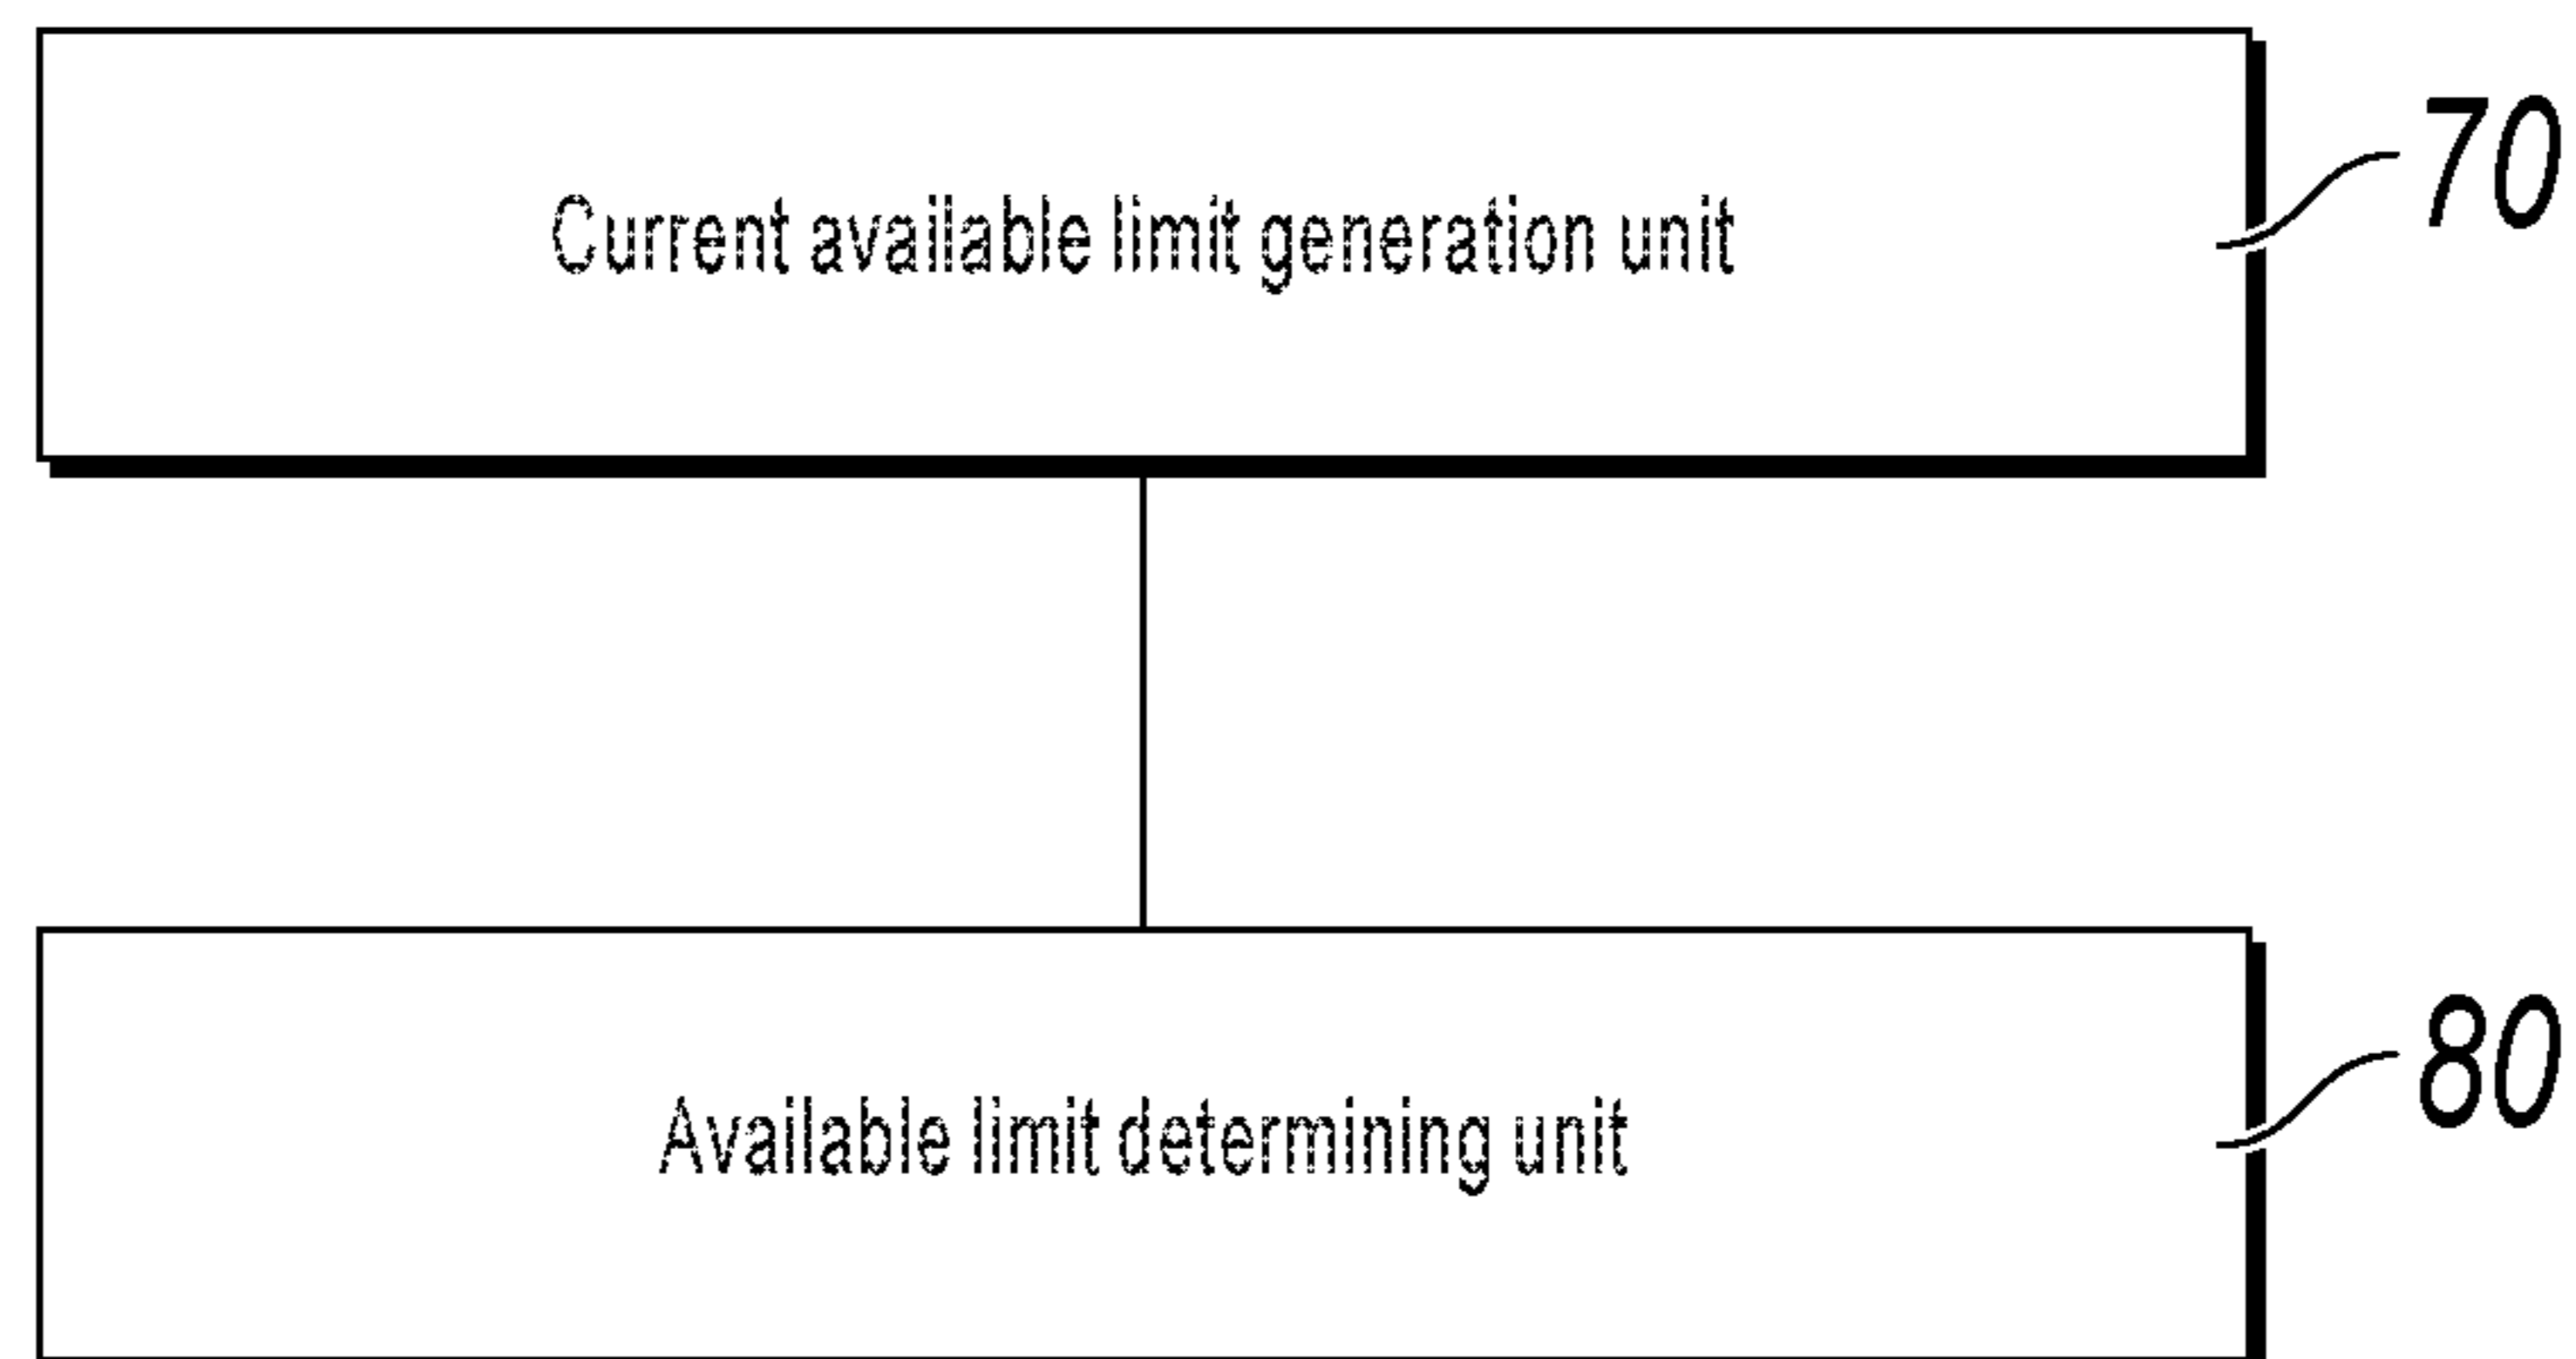 Current available limit generation unit
70
Available limit determining unit
80